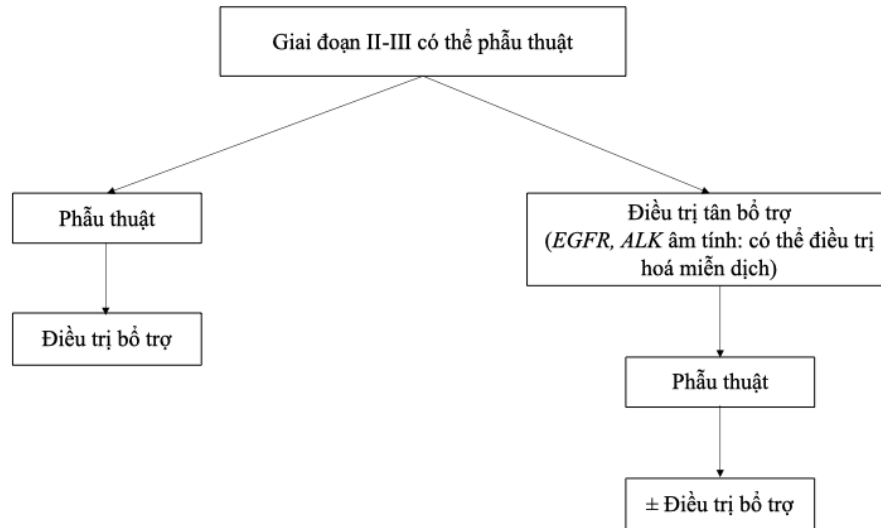 Giai đoạn II-III có thể phẫu thuật
Phẫu thuật
Điều trị bổ trợ
Điều trị tân bổ trợ
(EGFR, ALK âm tính: có thể điều trị
hoá miễn dịch)
Phẫu thuật
± Điều trị bổ trợ